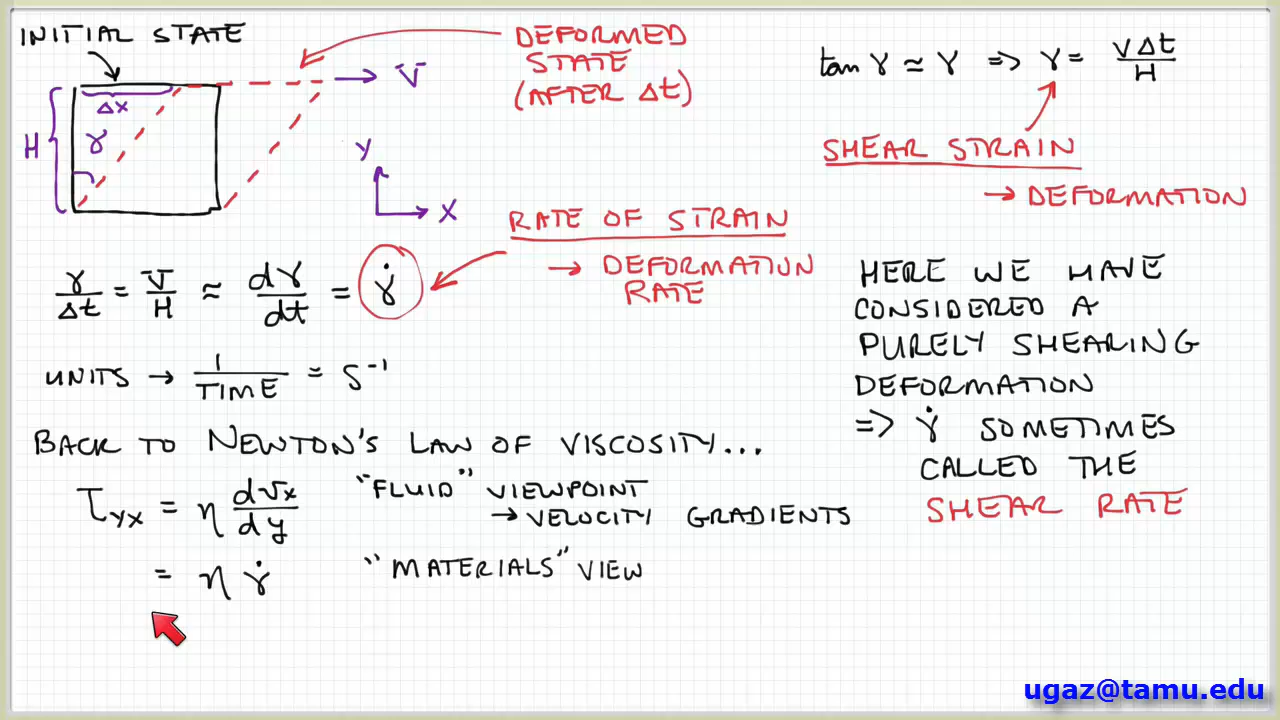 INITIAL STATE
H
Δx
γ
DEFORMED
STATE
(AFTER Δt)
V
Y
X
tan γ ≈ γ => γ = VΔt/H
SHEAR STRAIN
→ DEFORMATION
RATE OF STRAIN
→ DEFORMATION
RATE
γ/Δt = V/H ≈ dγ/dt = γ̇
UNITS → 1/TIME = S⁻¹
HERE WE HAVE
CONSIDERED A
PURELY SHEARING
DEFORMATION
=> γ̇ SOMETIMES
CALLED THE
SHEAR RATE
BACK TO NEWTON'S LAW OF VISCOSITY...
τyx = η dvx/dy "FLUID" VIEWPOINT
→ VELOCITY GRADIENTS
= η γ̇ "MATERIALS" VIEW
ugaz@tamu.edu